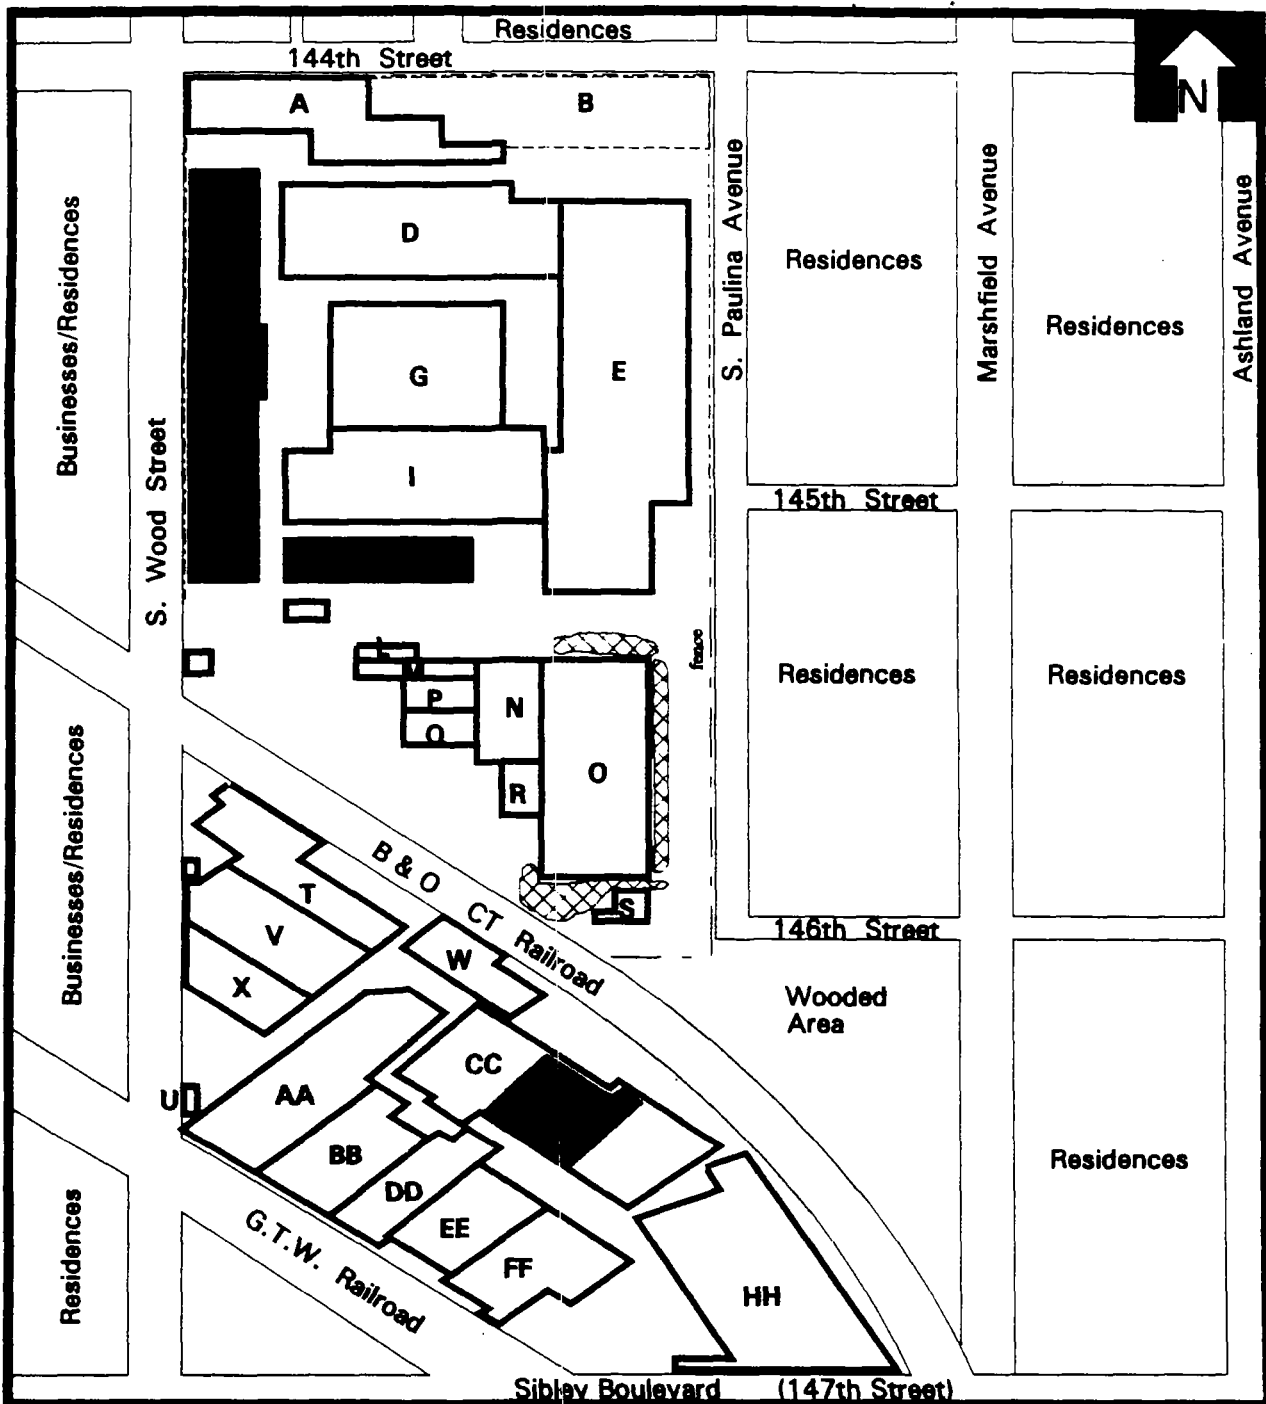 Residences
144th Street
N
A
B
D
E
G
I
Businesses/Residences
S. Wood Street
S. Paulina Avenue
Marshfield Avenue
Ashland Avenue
Residences
Residences
145th Street
fence
L
M
P
N
Q
O
R
S
Residences
Residences
Businesses/Residences
B & O CT Railroad
146th Street
T
V
W
X
Wooded
Area
CC
U
AA
BB
DD
EE
FF
HH
Residences
Residences
G.T.W. Railroad
Sibley Boulevard (147th Street)